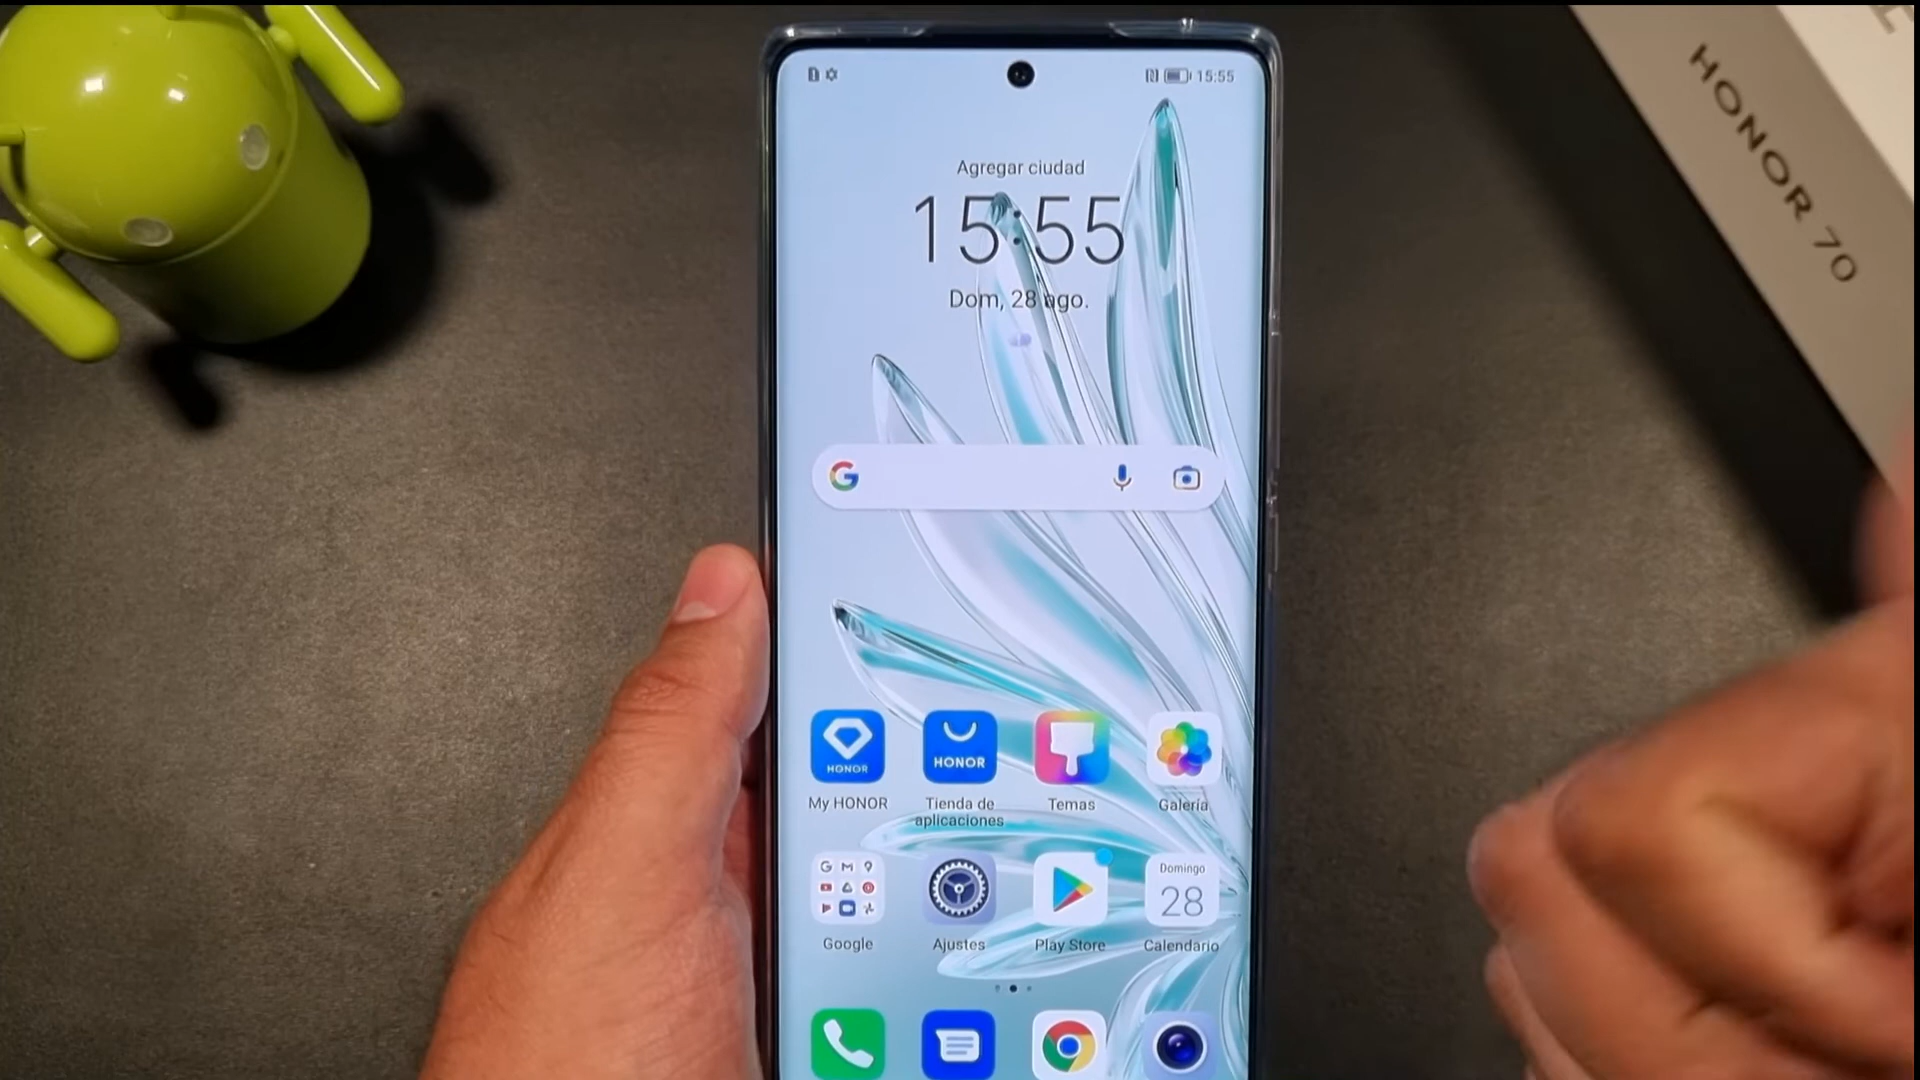 HONOR 70
15:55
Agregar ciudad
15:55
Dom, 28 ago.
G
HONOR
HONOR
My HONOR
Tienda de
aplicaciones
Temas
Galería
G M
Domingo
28
Google
Ajustes
Play Store
Calendario